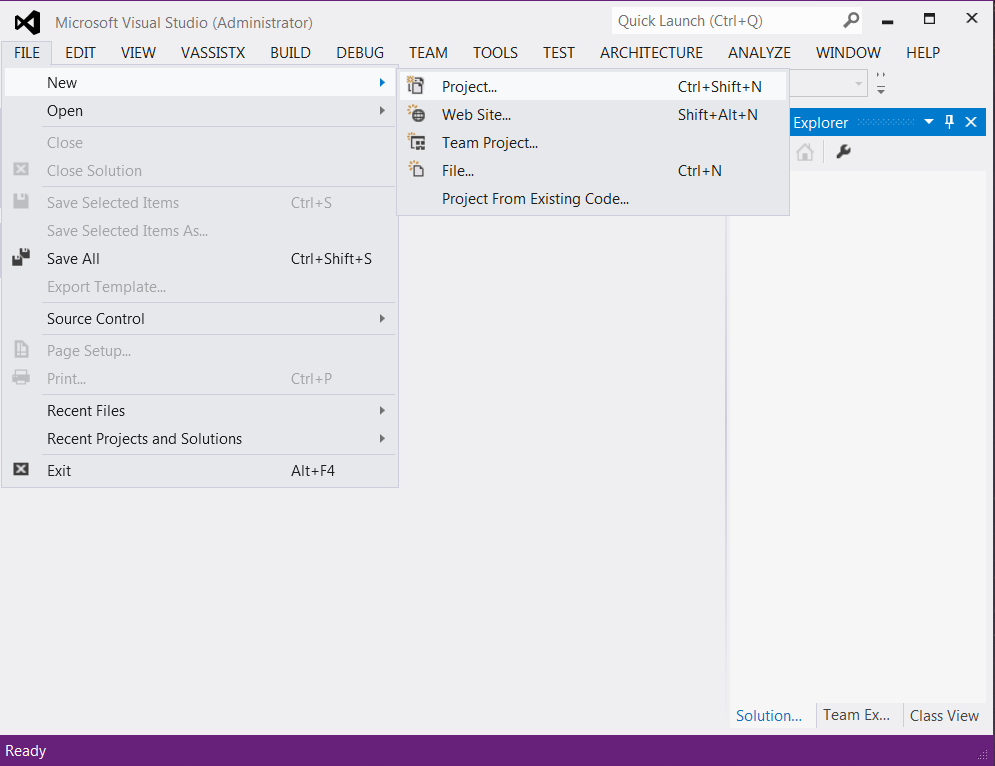 Microsoft Visual Studio (Administrator) Quick Launch (Ctrl+Q)
FILE EDIT VIEW VASSISTX BUILD DEBUG TEAM TOOLS TEST ARCHITECTURE ANALYZE WINDOW HELP
New
Open
Close
Close Solution
Save Selected Items Ctrl+S
Save Selected Items As...
Save All Ctrl+Shift+S
Export Template...
Source Control
Page Setup...
Print... Ctrl+P
Recent Files
Recent Projects and Solutions
Exit Alt+F4
Project... Ctrl+Shift+N
Web Site... Shift+Alt+N
Team Project...
File... Ctrl+N
Project From Existing Code...
Explorer
Solution... Team Ex... Class View
Ready